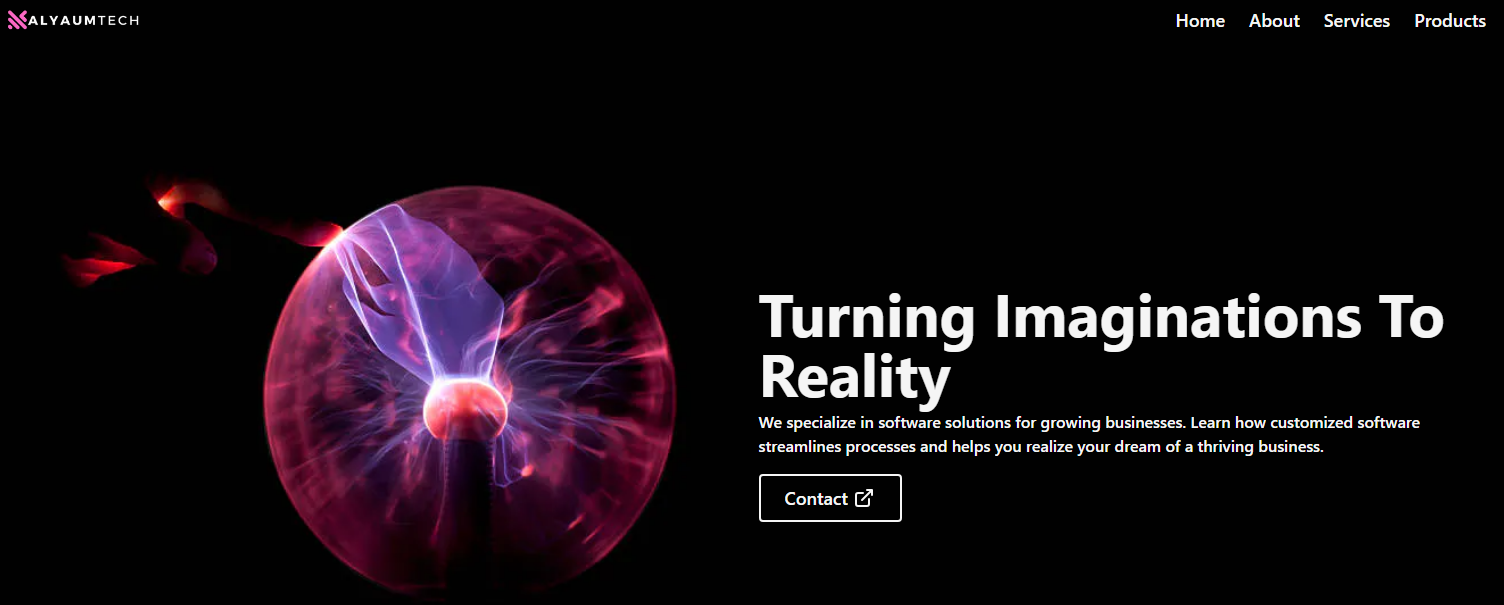 ALYAUMTECH
Home About Services Products
Turning Imaginations To
Reality
We specialize in software solutions for growing businesses. Learn how customized software
streamlines processes and helps you realize your dream of a thriving business.
Contact